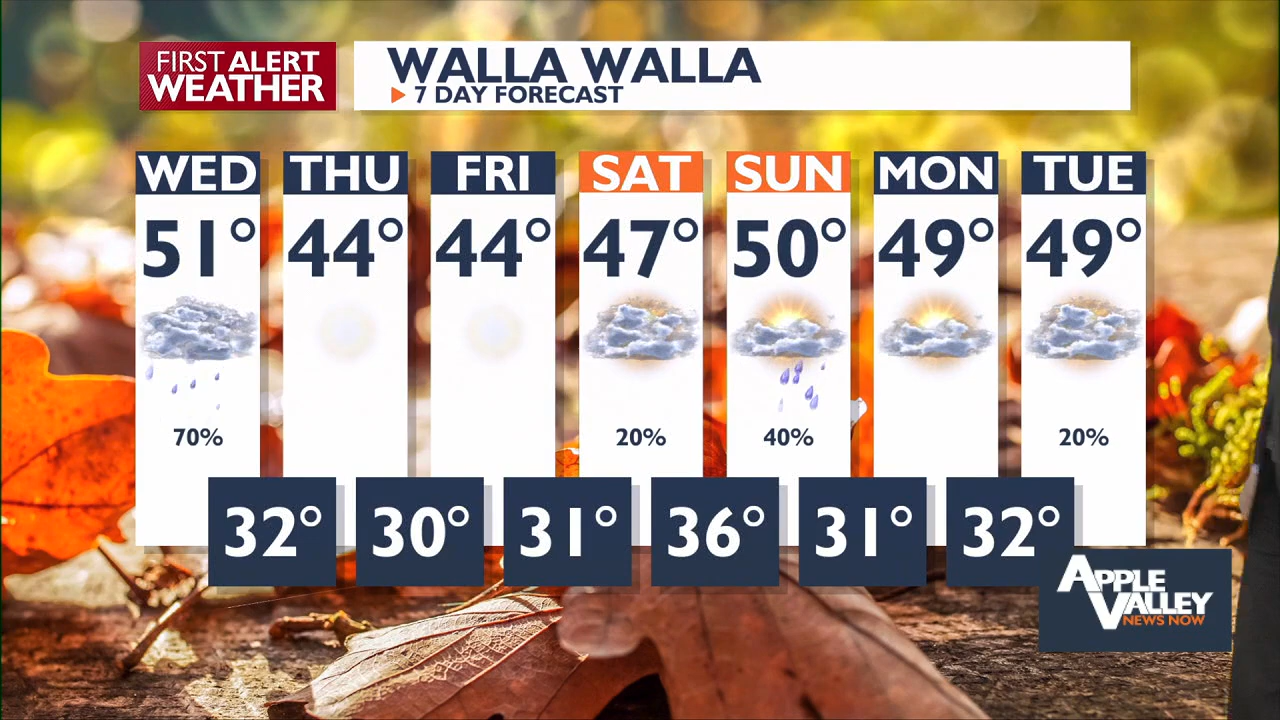 FIRST ALERT
WEATHER
WALLA WALLA
7 DAY FORECAST
WED THU FRI SAT SUN MON TUE
51° 44° 44° 47° 50° 49° 49°
70% 20% 40% 20%
32° 30° 31° 36° 31° 32°
APPLE
VALLEY
NEWS NOW